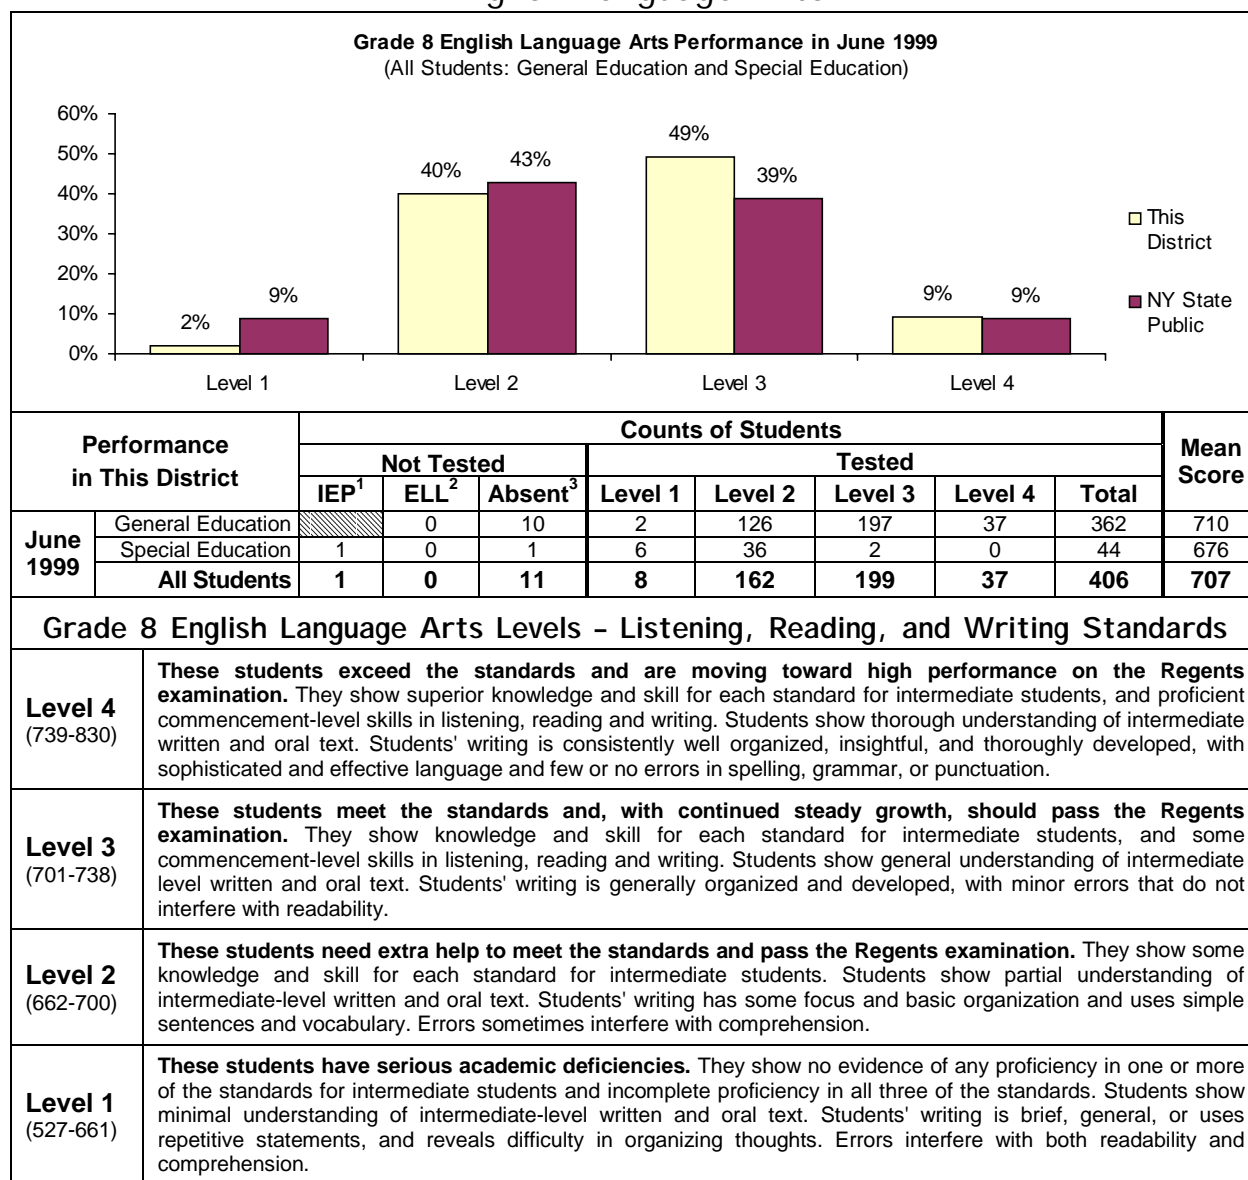 Grade 8 English Language Arts Performance in June 1999
(All Students: General Education and Special Education)
60%
50%
40%
30%
20%
10%
0%
2%
9%
40%
43%
49%
39%
9%
9%
Level 1
Level 2
Level 3
Level 4
This District
NY State Public
Performance in This District
Counts of Students
Mean Score
Not Tested
Tested
IEP1 ELL2 Absent3 Level 1 Level 2 Level 3 Level 4 Total
June 1999
General Education 0 10 2 126 197 37 362 710
Special Education 1 0 1 6 36 2 0 44 676
All Students 1 0 11 8 162 199 37 406 707
Grade 8 English Language Arts Levels – Listening, Reading, and Writing Standards
Level 4
(739-830)
These students exceed the standards and are moving toward high performance on the Regents
examination. They show superior knowledge and skill for each standard for intermediate students, and proficient
commencement-level skills in listening, reading and writing. Students show thorough understanding of intermediate
written and oral text. Students' writing is consistently well organized, insightful, and thoroughly developed, with
sophisticated and effective language and few or no errors in spelling, grammar, or punctuation.
Level 3
(701-738)
These students meet the standards and, with continued steady growth, should pass the Regents
examination. They show knowledge and skill for each standard for intermediate students, and some
commencement-level skills in listening, reading and writing. Students show general understanding of intermediate
level written and oral text. Students' writing is generally organized and developed, with minor errors that do not
interfere with readability.
Level 2
(662-700)
These students need extra help to meet the standards and pass the Regents examination. They show some
knowledge and skill for each standard for intermediate students. Students show partial understanding of
intermediate-level written and oral text. Students' writing has some focus and basic organization and uses simple
sentences and vocabulary. Errors sometimes interfere with comprehension.
Level 1
(527-661)
These students have serious academic deficiencies. They show no evidence of any proficiency in one or more
of the standards for intermediate students and incomplete proficiency in all three of the standards. Students show
minimal understanding of intermediate-level written and oral text. Students' writing is brief, general, or uses
repetitive statements, and reveals difficulty in organizing thoughts. Errors interfere with both readability and
comprehension.